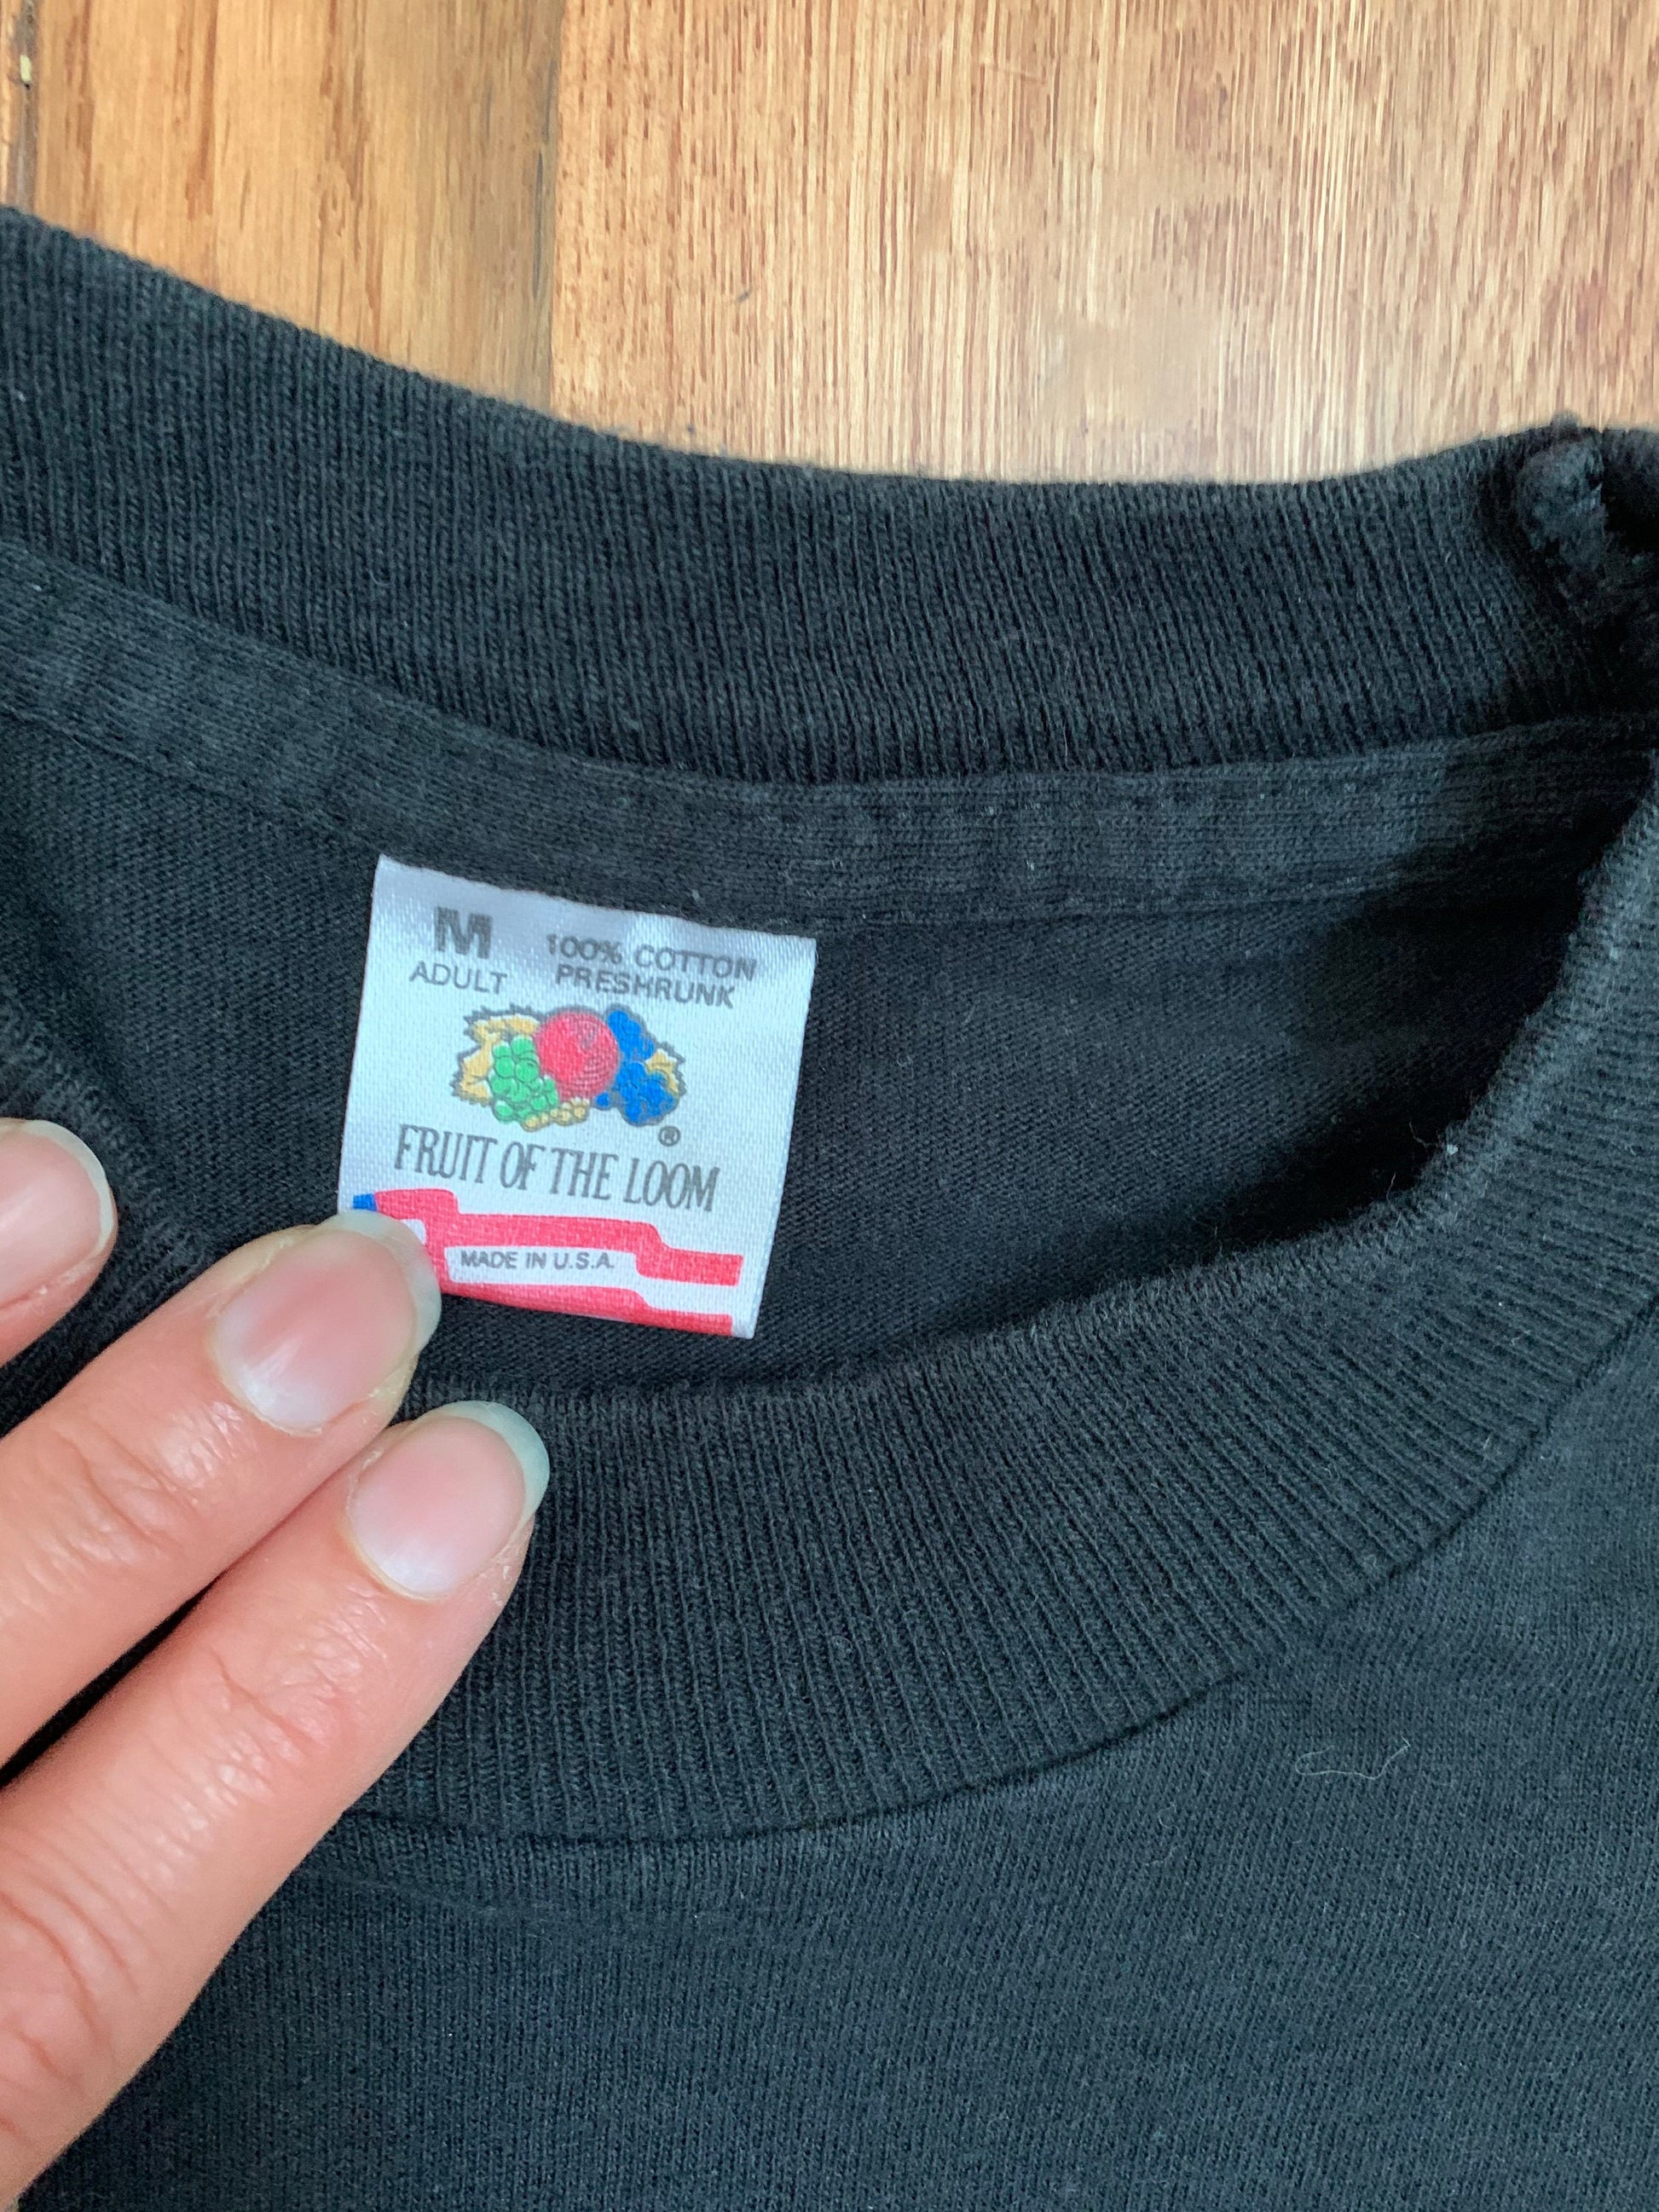 M
ADULT
100% COTTON
PRESHRUNK
®
FRUIT OF THE LOOM
MADE IN U.S.A.